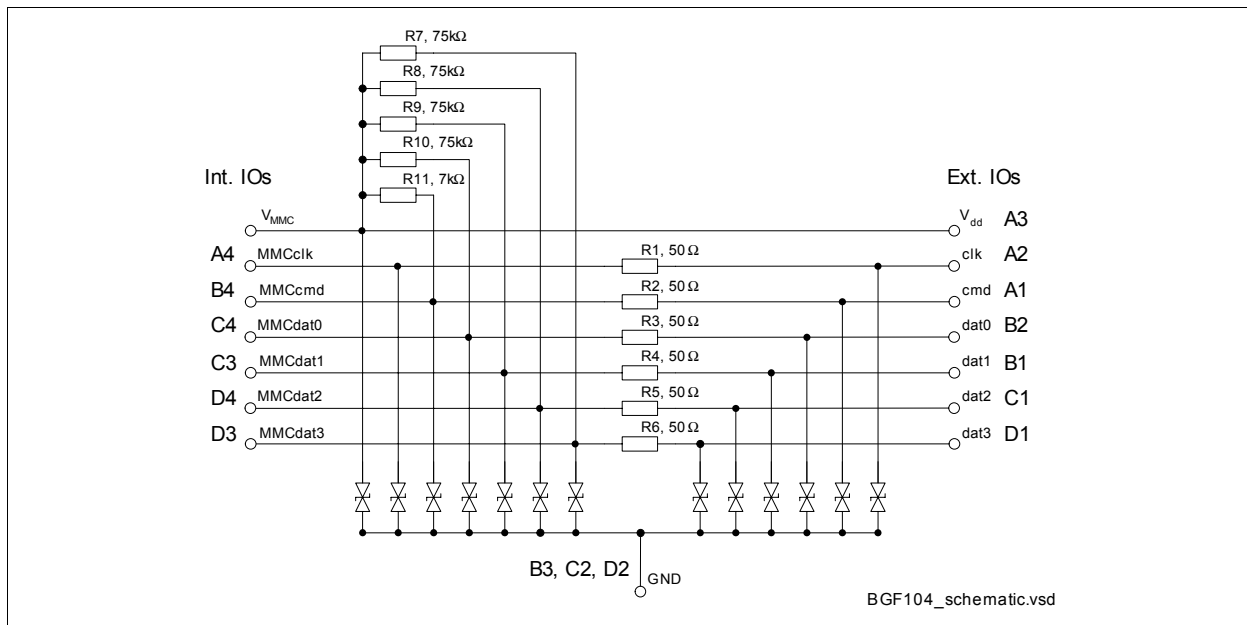 R7, 75kΩ
R8, 75kΩ
R9, 75kΩ
R10, 75kΩ
Int. IOs
Ext. IOs
R11, 7kΩ
VMMC
Vdd A3
A4 MMCclk
R1, 50 Ω
clk A2
B4 MMCcmd
R2, 50 Ω
cmd A1
C4 MMCdat0
R3, 50 Ω
dat0 B2
C3 MMCdat1
R4, 50 Ω
dat1 B1
D4 MMCdat2
R5, 50 Ω
dat2 C1
D3 MMCdat3
R6, 50 Ω
dat3 D1
B3, C2, D2
GND
BGF104_schematic.vsd